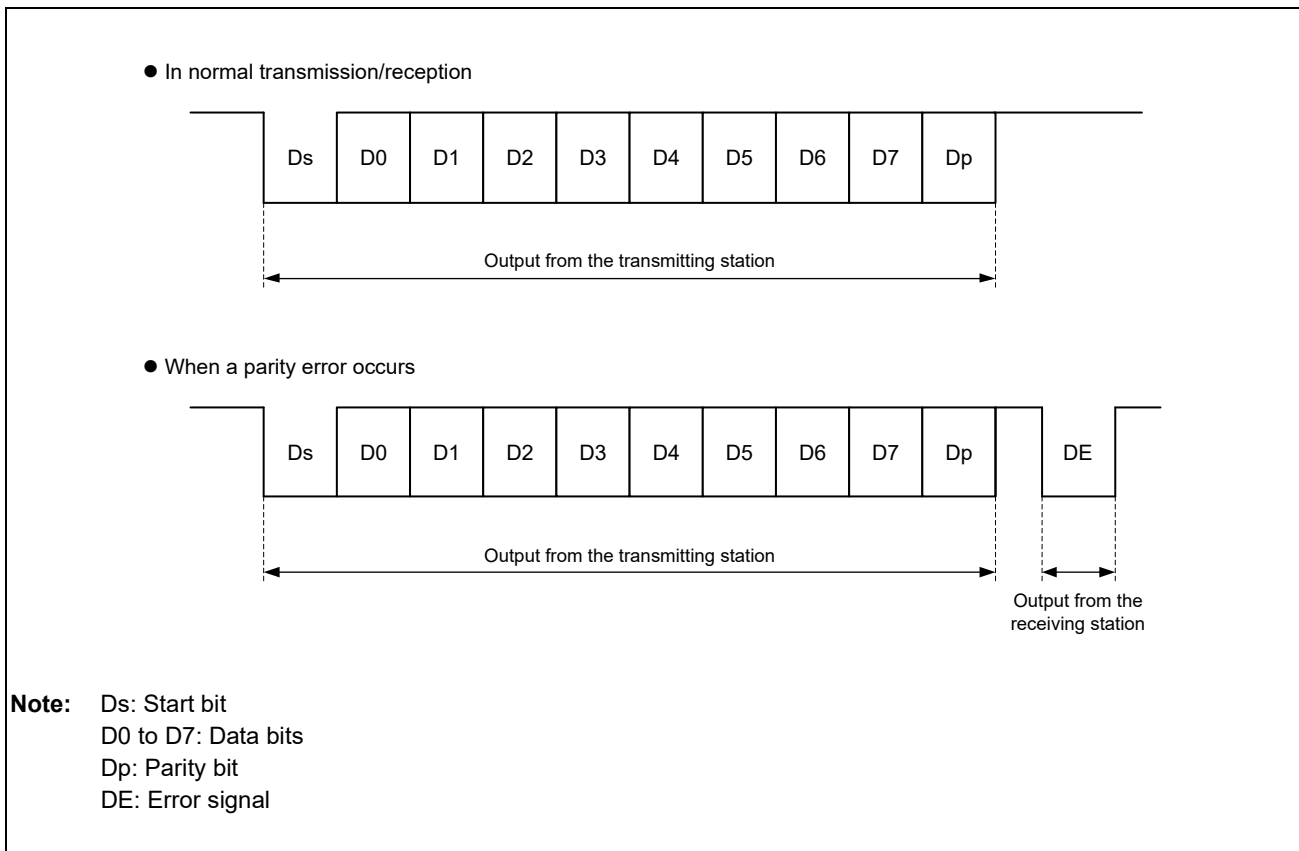 ● In normal transmission/reception
Ds D0 D1 D2 D3 D4 D5 D6 D7 Dp
Output from the transmitting station
● When a parity error occurs
Ds D0 D1 D2 D3 D4 D5 D6 D7 Dp DE
Output from the transmitting station
Output from the
receiving station
Note: Ds: Start bit
D0 to D7: Data bits
Dp: Parity bit
DE: Error signal